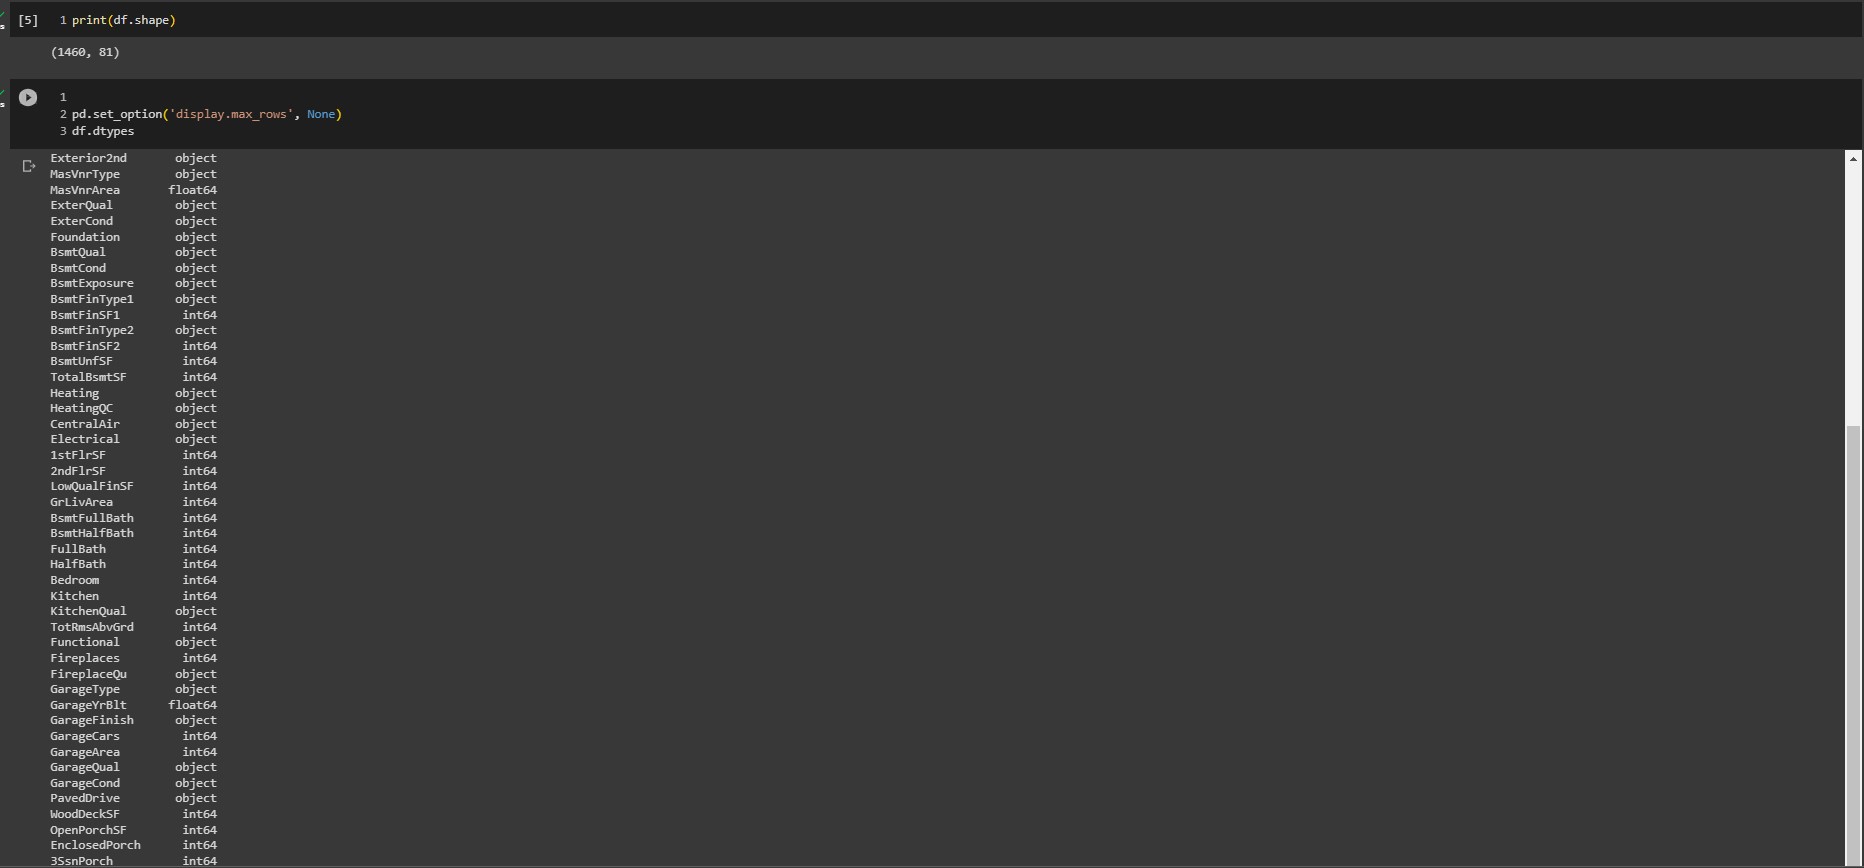 [5] 1 print(df.shape)
(1460, 81)
1
2 pd.set_option('display.max_rows', None)
3 df.dtypes
Exterior2nd object
MasVnrType object
MasVnrArea float64
ExterQual object
ExterCond object
Foundation object
BsmtQual object
BsmtCond object
BsmtExposure object
BsmtFinType1 object
BsmtFinSF1 int64
BsmtFinType2 object
BsmtFinSF2 int64
BsmtUnfSF int64
TotalBsmtSF int64
Heating object
HeatingQC object
CentralAir object
Electrical object
1stFlrSF int64
2ndFlrSF int64
LowQualFinSF int64
GrLivArea int64
BsmtFullBath int64
BsmtHalfBath int64
FullBath int64
HalfBath int64
Bedroom int64
Kitchen int64
KitchenQual object
TotRmsAbvGrd int64
Functional object
Fireplaces int64
FireplaceQu object
GarageType object
GarageYrBlt float64
GarageFinish object
GarageCars int64
GarageArea int64
GarageQual object
GarageCond object
PavedDrive object
WoodDeckSF int64
OpenPorchSF int64
EnclosedPorch int64
3SsnPorch int64